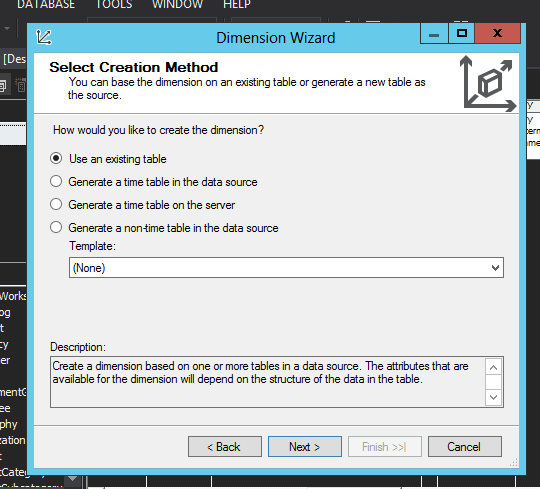 DATABASE TOOLS WINDOW HELP
Dimension Wizard
[Des
Select Creation Method
You can base the dimension on an existing table or generate a new table as
the source.
How would you like to create the dimension?
Use an existing table
Generate a time table in the data source
Generate a time table on the server
Generate a non-time table in the data source
Template:
(None)
Description:
Create a dimension based on one or more tables in a data source. The attributes that are
available for the dimension will depend on the structure of the data in the table.
< Back Next > Finish >>| Cancel